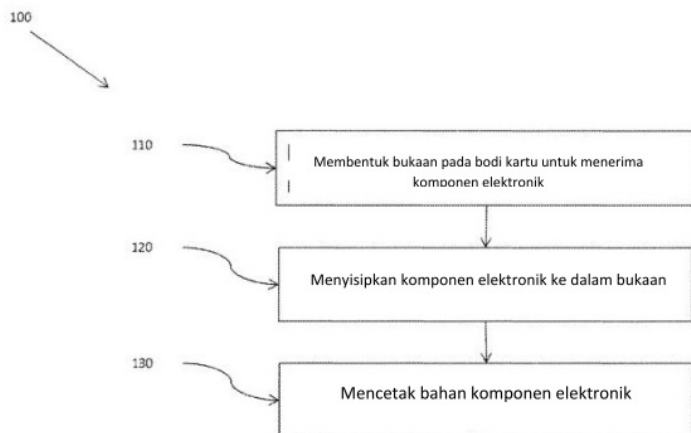 100
110
Membentuk bukaan pada bodi kartu untuk menerima
komponen elektronik
120
Menyisipkan komponen elektronik ke dalam bukaan
130
Mencetak bahan komponen elektronik